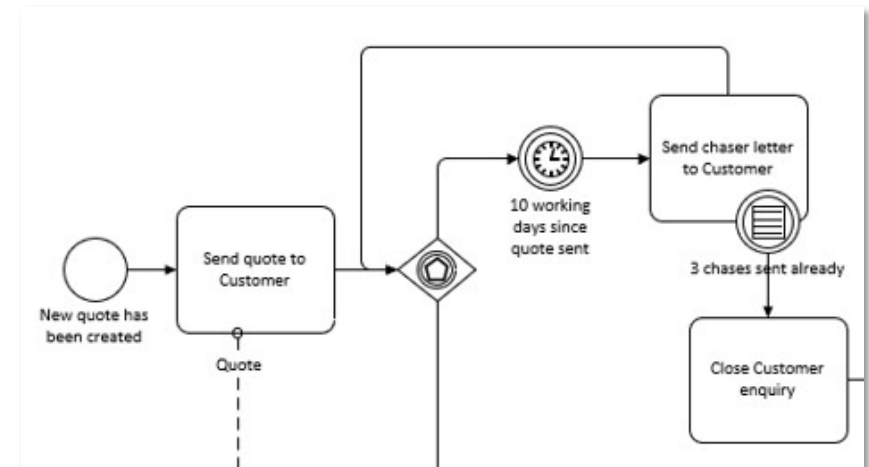 Send chaser letter
to Customer
10 working
days since
quote sent
Send quote to
Customer
3 chases sent already
New quote has
been created
Quote
Close Customer
enquiry